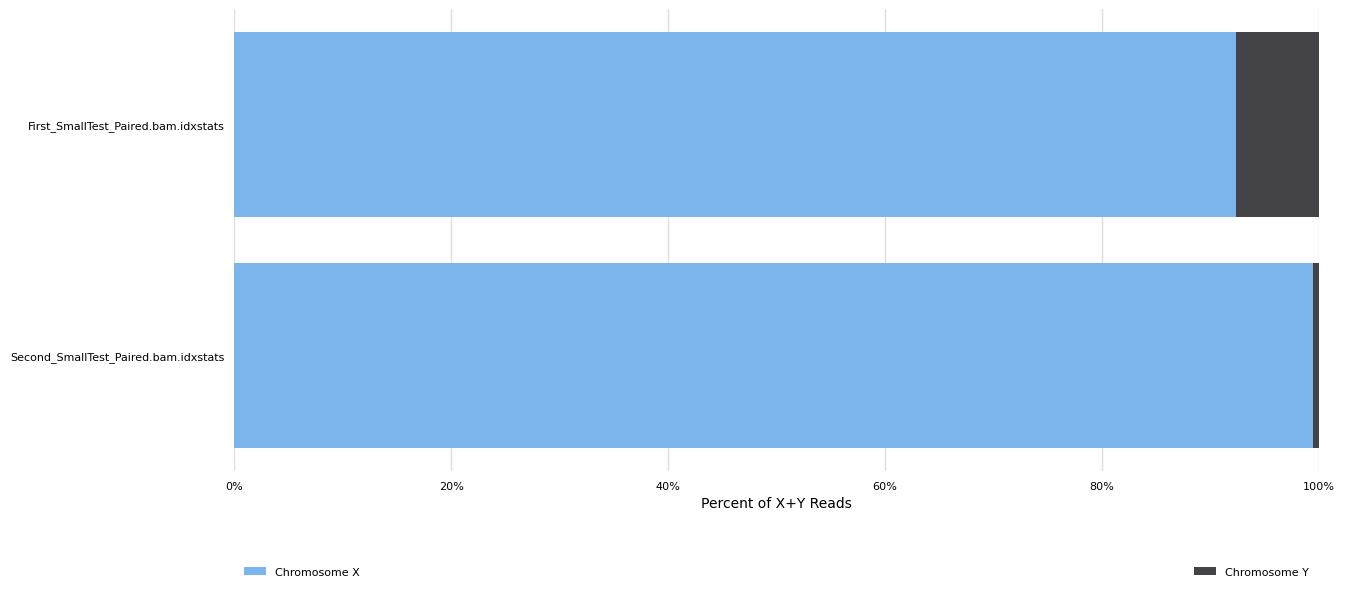 First_SmallTest_Paired.bam.idxstats
Second_SmallTest_Paired.bam.idxstats
0% 20% 40% 60% 80% 100%
Percent of X+Y Reads
Chromosome X Chromosome Y